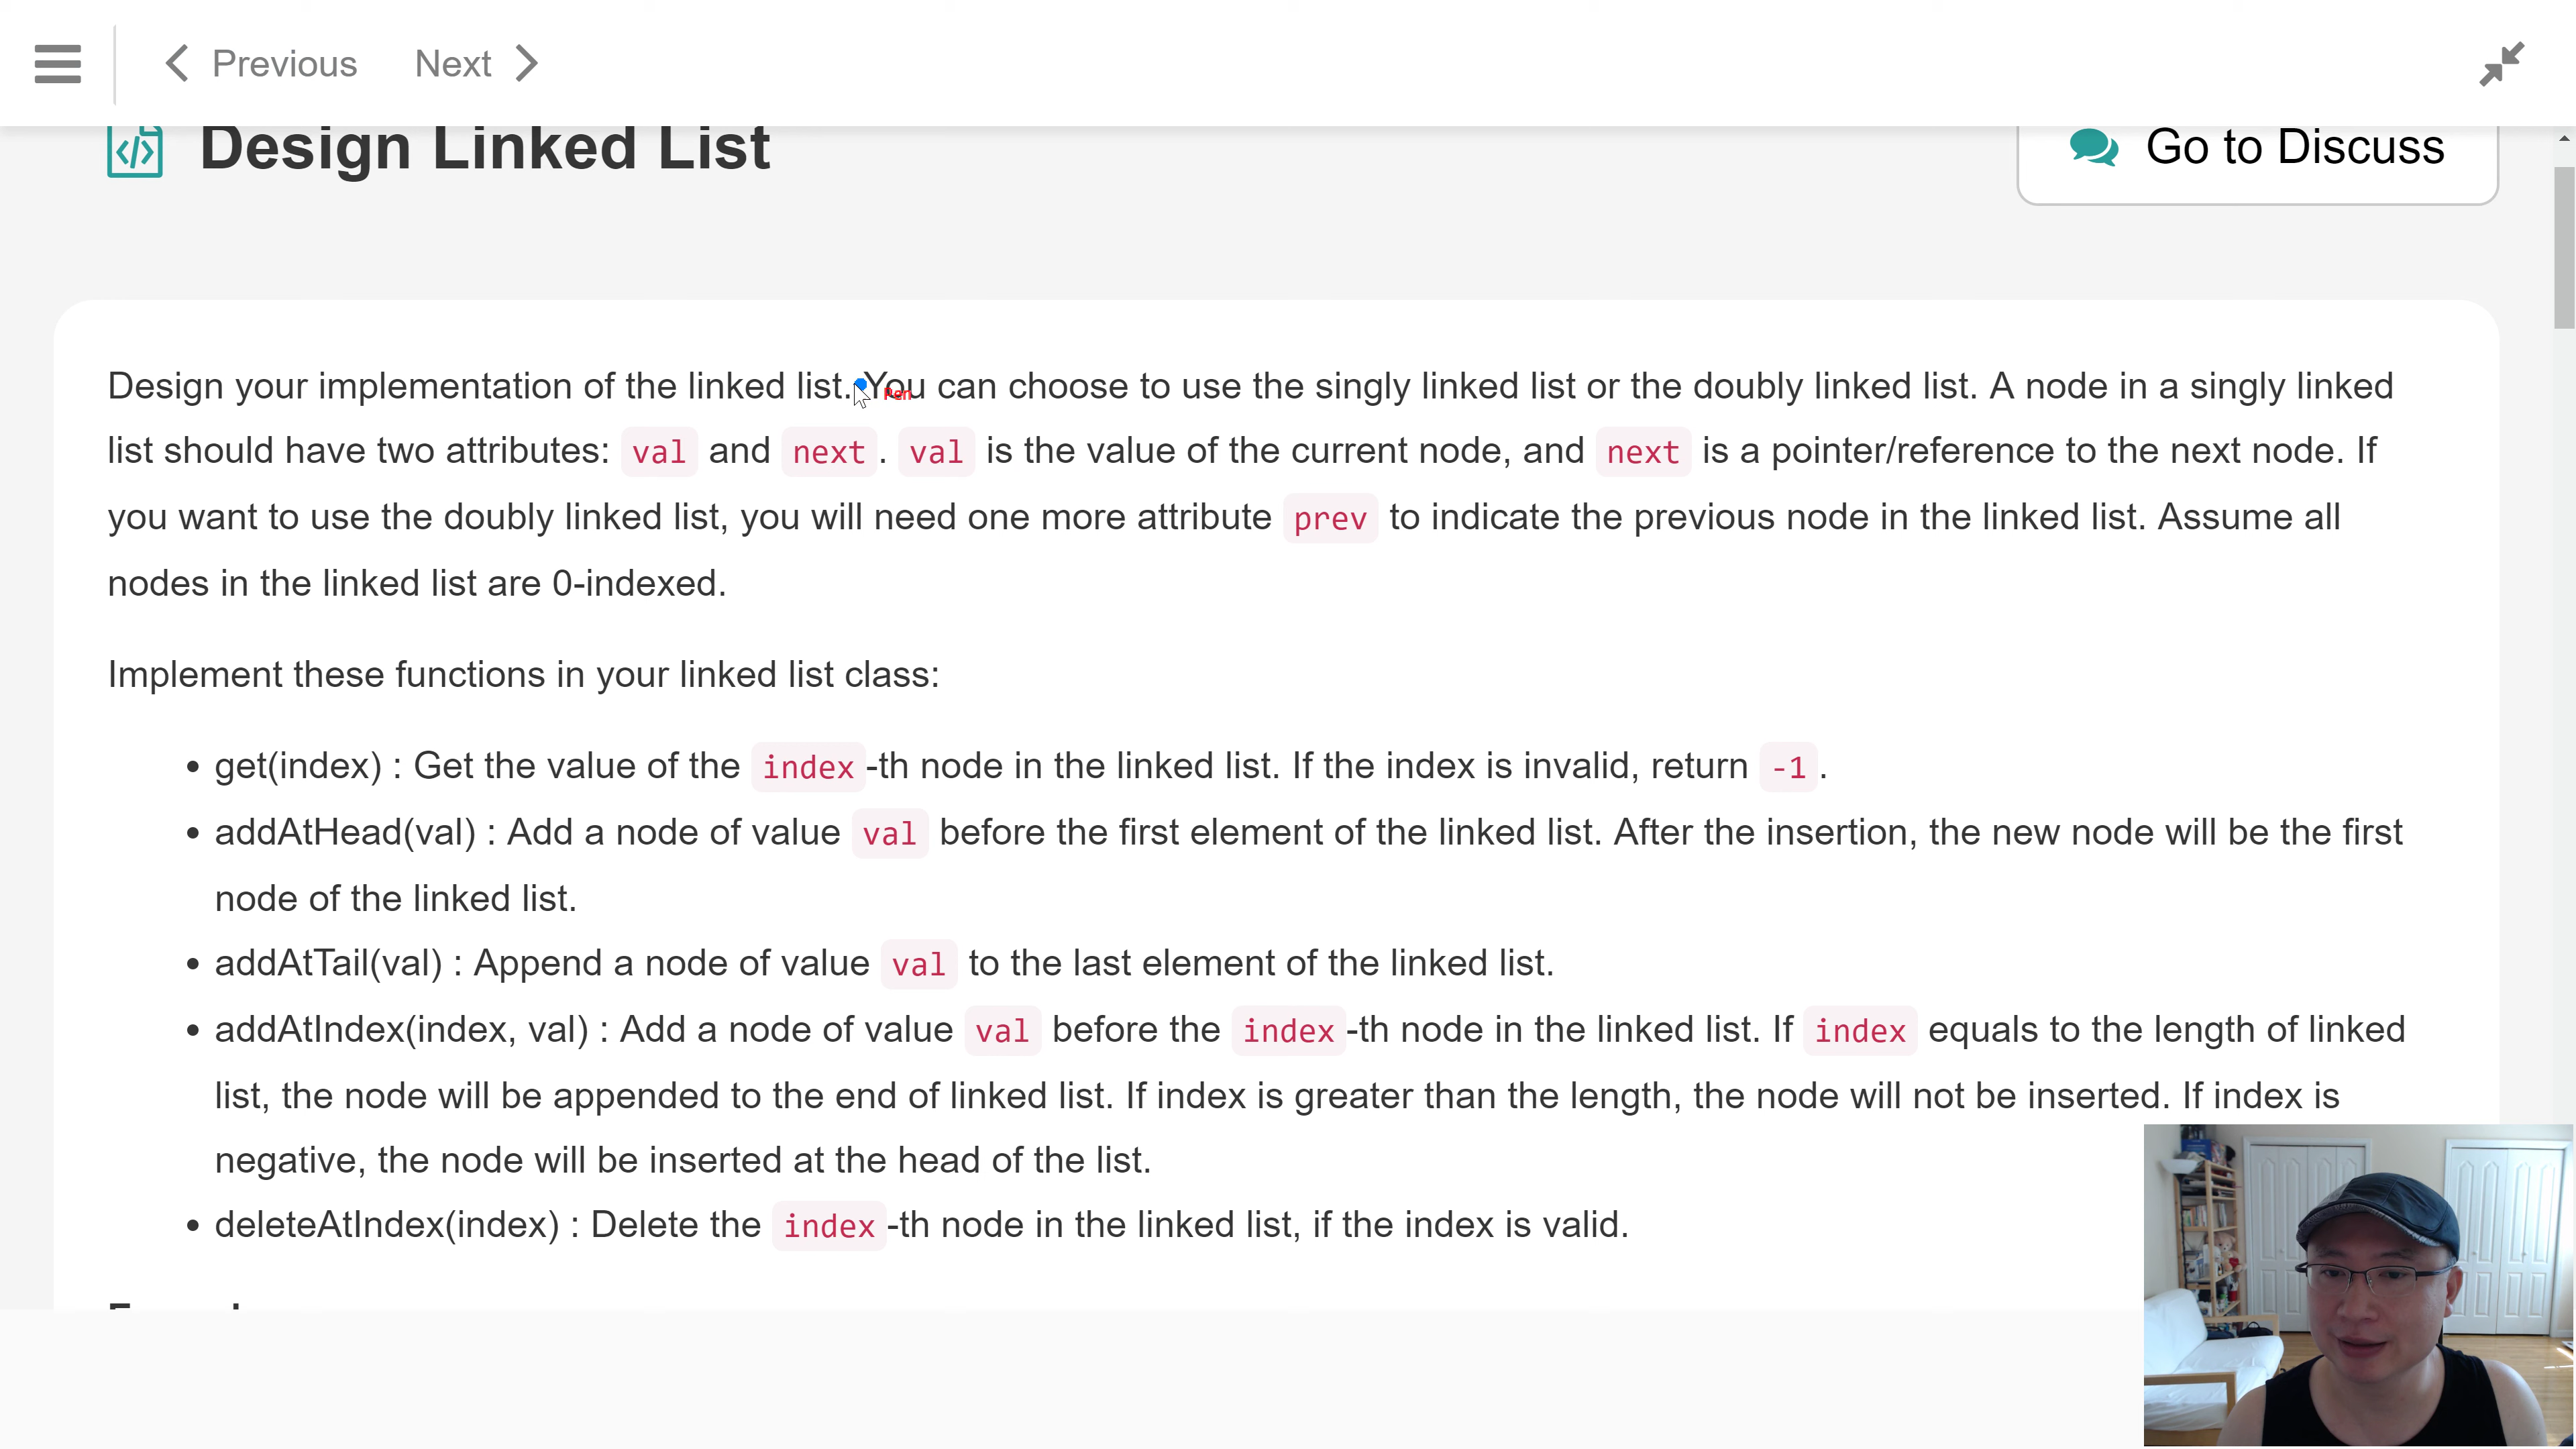 Previous Next
Design Linked List
Go to Discuss
Design your implementation of the linked list. You can choose to use the singly linked list or the doubly linked list. A node in a singly linked
Pen
list should have two attributes: val and next . val is the value of the current node, and next is a pointer/reference to the next node. If
you want to use the doubly linked list, you will need one more attribute prev to indicate the previous node in the linked list. Assume all
nodes in the linked list are 0-indexed.
Implement these functions in your linked list class:
• get(index) : Get the value of the index -th node in the linked list. If the index is invalid, return -1 .
• addAtHead(val) : Add a node of value val before the first element of the linked list. After the insertion, the new node will be the first
node of the linked list.
• addAtTail(val) : Append a node of value val to the last element of the linked list.
• addAtIndex(index, val) : Add a node of value val before the index -th node in the linked list. If index equals to the length of linked
list, the node will be appended to the end of linked list. If index is greater than the length, the node will not be inserted. If index is
negative, the node will be inserted at the head of the list.
• deleteAtIndex(index) : Delete the index -th node in the linked list, if the index is valid.